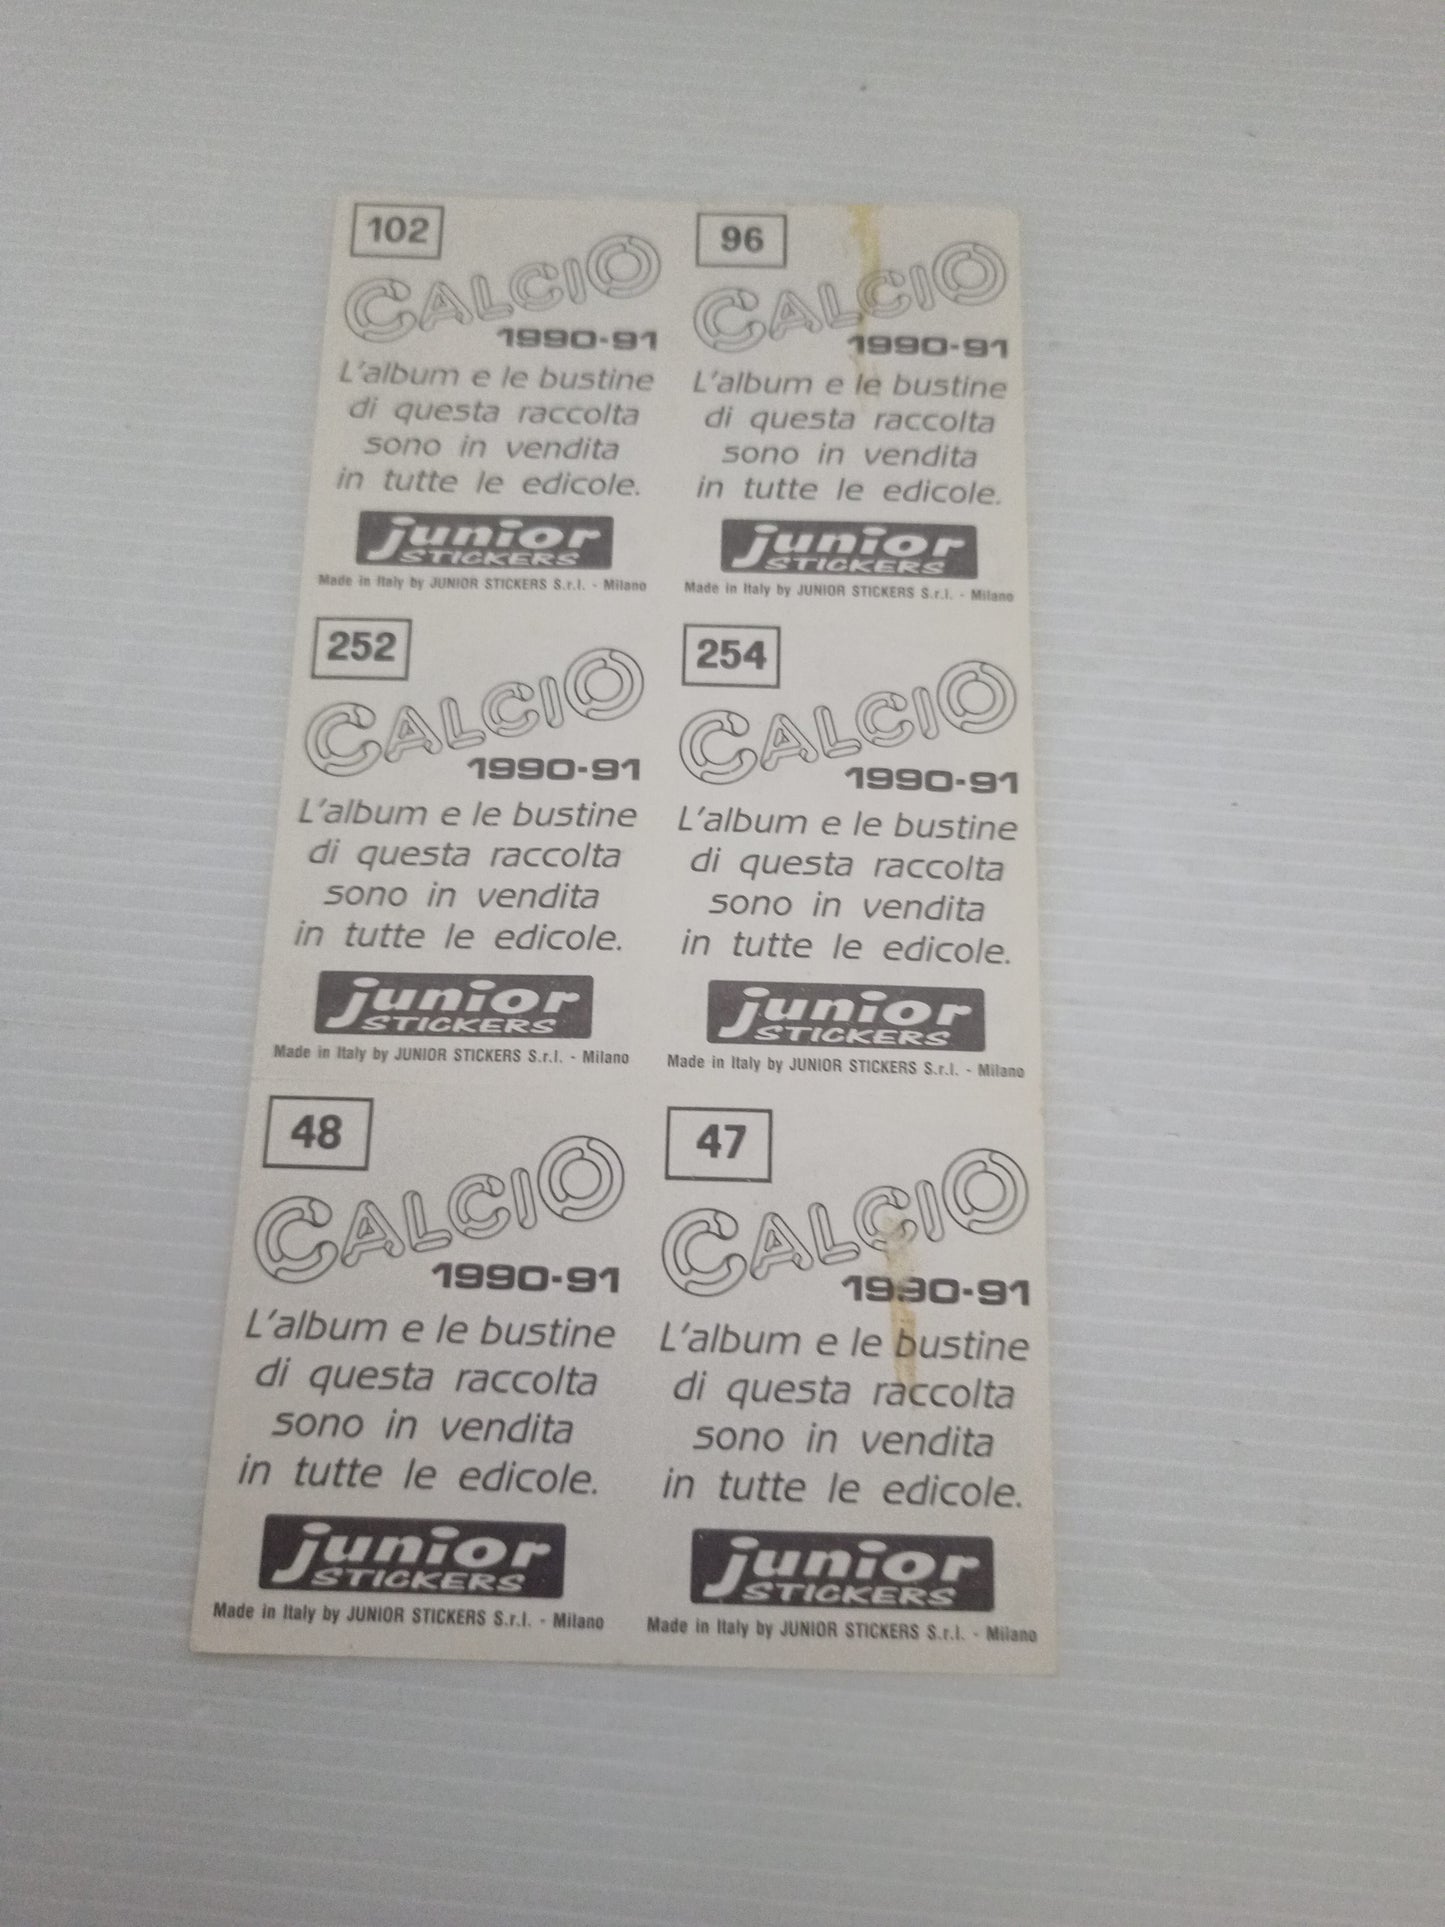 102
CALCIO
1990-91
L'album e le bustine
di questa raccolta
sono in vendita
in tutte le edicole.
junior
STICKERS
Made in Italy by JUNIOR STICKERS S.r.l. - Milano
96
CALCIO
1990-91
L'album e le bustine
di questa raccolta
sono in vendita
in tutte le edicole.
junior
STICKERS
Made in Italy by JUNIOR STICKERS S.r.l. - Milano
252
CALCIO
1990-91
L'album e le bustine
di questa raccolta
sono in vendita
in tutte le edicole.
junior
STICKERS
Made in Italy by JUNIOR STICKERS S.r.l. - Milano
254
CALCIO
1990-91
L'album e le bustine
di questa raccolta
sono in vendita
in tutte le edicole.
junior
STICKERS
Made in Italy by JUNIOR STICKERS S.r.l. - Milano
48
CALCIO
1990-91
L'album e le bustine
di questa raccolta
sono in vendita
in tutte le edicole.
junior
STICKERS
Made in Italy by JUNIOR STICKERS S.r.l. - Milano
47
CALCIO
1990-91
L'album e le bustine
di questa raccolta
sono in vendita
in tutte le edicole.
junior
STICKERS
Made in Italy by JUNIOR STICKERS S.r.l. - Milano